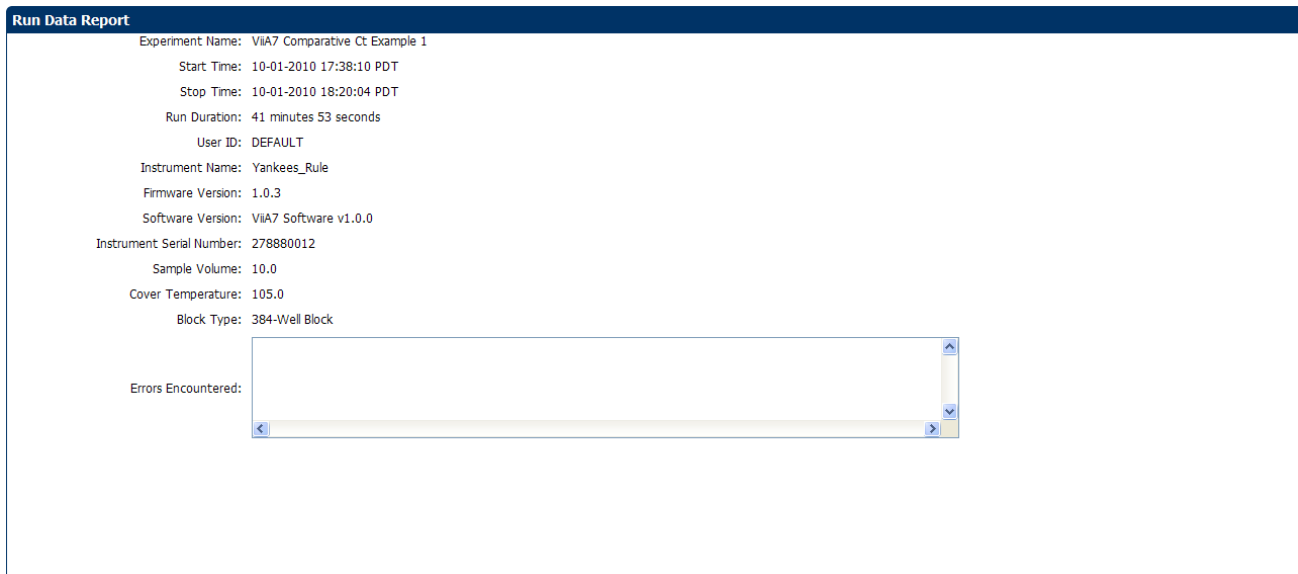 Run Data Report
Experiment Name: ViiA7 Comparative Ct Example 1
Start Time: 10-01-2010 17:38:10 PDT
Stop Time: 10-01-2010 18:20:04 PDT
Run Duration: 41 minutes 53 seconds
User ID: DEFAULT
Instrument Name: Yankees_Rule
Firmware Version: 1.0.3
Software Version: ViiA7 Software v1.0.0
Instrument Serial Number: 278880012
Sample Volume: 10.0
Cover Temperature: 105.0
Block Type: 384-Well Block
Errors Encountered: